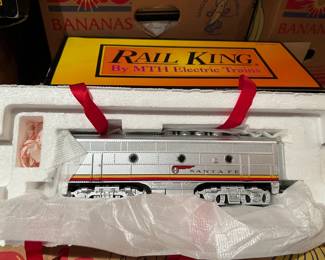 BANANAS
BANANAS
RAIL KING
By MTH Electric Trains
SANTA FE